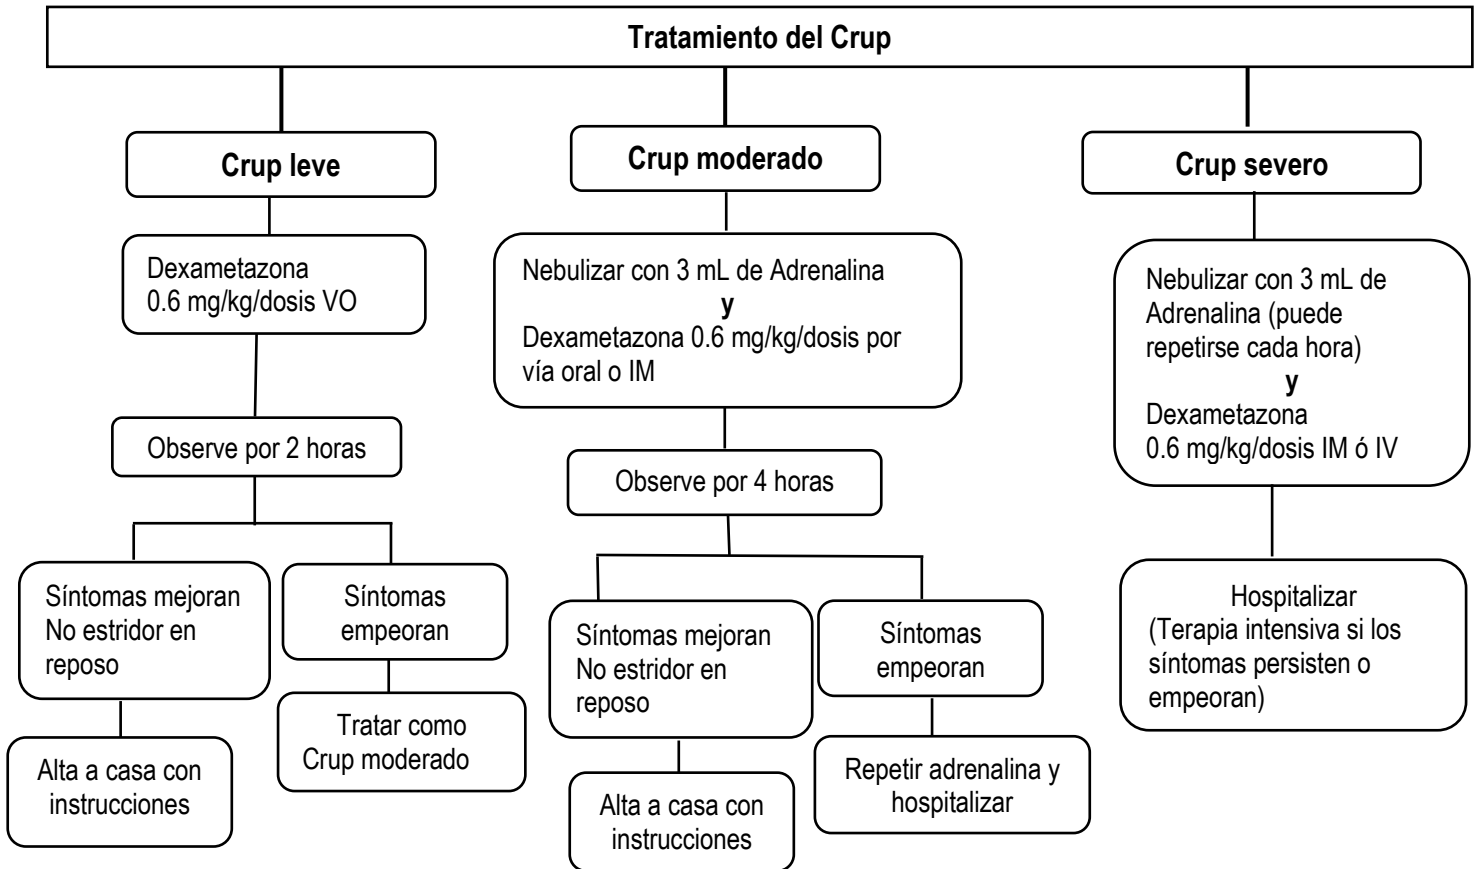 Tratamiento del Crup
Crup leve
Dexametazona
0.6 mg/kg/dosis VO
Observe por 2 horas
Síntomas mejoran
No estridor en
reposo
Alta a casa con
instrucciones
Síntomas
empeoran
Tratar como
Crup moderado
Crup moderado
Nebulizar con 3 mL de Adrenalina
y
Dexametazona 0.6 mg/kg/dosis por
vía oral o IM
Observe por 4 horas
Síntomas mejoran
No estridor en
reposo
Alta a casa con
instrucciones
Síntomas
empeoran
Repetir adrenalina y
hospitalizar
Crup severo
Nebulizar con 3 mL de
Adrenalina (puede
repetirse cada hora)
y
Dexametazona
0.6 mg/kg/dosis IM ó IV
Hospitalizar
(Terapia intensiva si los
síntomas persisten o
empeoran)